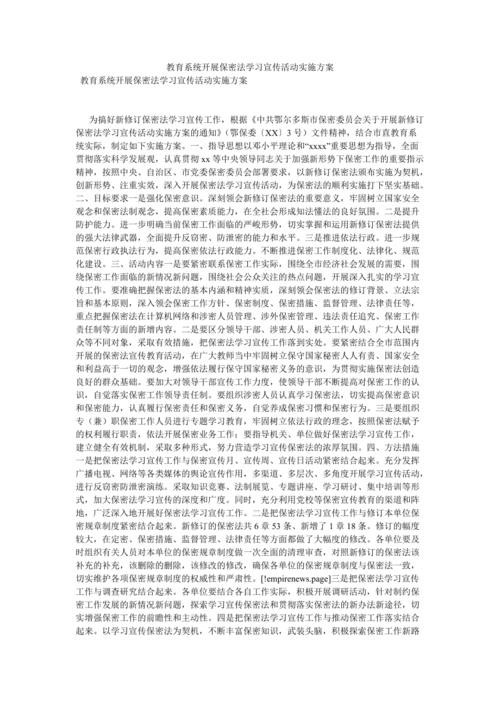 教育系统开展保密法学习宣传活动实施方案
教育系统开展保密法学习宣传活动实施方案
为搞好新修订保密法学习宣传工作，根据《中共鄂尔多斯市保密委员会关于开展新修订
保密法学习宣传活动实施方案的通知》（鄂保委〔XX〕3 号）文件精神，结合市直教育系
统实际，制定如下实施方案。一、指导思想以邓小平理论和“xxxx”重要思想为指导，全面
贯彻落实科学发展观，认真贯彻 xx 等中央领导同志关于加强新形势下保密工作的重要指示
精神，按照中央、自治区、市党委保密委员会部署要求，以新修订保密法颁布实施为契机，
创新形势、注重实效，深入开展保密法学习宣传活动，为保密法的顺利实施打下坚实基础。
二、目标要求一是强化保密意识。深刻领会新修订保密法的重要意义，牢固树立国家安全
观念和保密法制观念，提高保密素质能力，在全社会形成知法懂法的良好氛围。二是提升
防护能力。进一步明确当前保密工作面临的严峻形势，切实掌握和运用新修订保密法提供
的强大法律武器，全面提升反窃密、防泄密的能力和水平。三是推进依法行政。进一步规
范保密行政执法行为，提高保密依法行政能力。不断推进保密工作制度化、法律化、规范
化建设。三、活动内容一是要紧密联系保密工作实际，围绕全市经济社会发展的需要，围
绕保密工作面临的新情况新问题，围绕社会公众关注的热点问题，开展深入扎实的学习宣
传工作。要准确把握保密法的基本内涵和精神实质，深刻领会保密法的修订背景、立法宗
旨和基本原则，深入领会保密工作方针、保密制度、保密措施、监督管理、法律责任等，
重点把握保密法在计算机网络和涉密人员管理、涉外保密管理、违法责任追究、保密工作
责任制等方面的新增内容。二是要区分领导干部、涉密人员、机关工作人员、广大人民群
众等不同对象，采取有效措施，把保密法学习宣传工作落到实处。要紧密结合全市范围内
开展的保密法宣传教育活动，在广大教师当中牢固树立保守国家秘密人人有责、国家安全
和利益高于一切的观念，增强依法履行保守国家秘密义务的意识，为贯彻实施保密法创造
良好的群众基础。要加大对领导干部宣传工作力度，使领导干部不断提高对保密工作的认
识，自觉落实保密工作领导责任制。要组织涉密人员认真学习保密法，切实提高保密意识
和保密能力，认真履行保密责任和保密义务，自觉养成保密习惯和保密行为。三是要组织
专（兼）职保密工作人员进行专题学习教育，牢固树立依法行政的理念，按照保密法赋予
的权利履行职责，依法开展保密业务工作；要指导机关、单位做好保密法学习宣传工作，
建立健全有效机制，采取多种形式，努力营造学习宣传保密法的浓厚氛围。四、方法措施
一是把保密法学习宣传工作与保密宣传月、宣传周、宣传日活动紧密结合起来。充分发挥
广播电视、网络等各类媒体的舆论宣传作用，多渠道、多层次、多角度开展学习宣传活动，
进行反窃密防泄密演练。采取知识竞赛、法制展览、专题讲座、学习研讨、集中培训等形
式，加大保密法学习宣传的深度和广度。同时，充分利用党校等保密宣传教育的渠道和阵
地，广泛深入地开展好保密法学习宣传工作。二是把保密法学习宣传工作与修订本单位保
密规章制度紧密结合起来。新修订的保密法共 6 章 53 条、新增了 1 章 18 条。修订的幅度
较大，在定密、保密措施、监督管理、法律责任等方面都做了大幅度的修改。各单位要及
时组织有关人员对本单位的保密规章制度做一次全面的清理审查，对照新修订的保密法该
补充的补充，该删除的删除，该修改的修改，确保各单位的保密规章制度与保密法一致，
切实维护各项保密规章制度的权威性和严肃性。[!empirenews.page]三是把保密法学习宣传
工作与调查研究结合起来。各单位要结合各自工作实际，积极开展调研活动，针对制约保
密工作发展的新情况新问题，探索学习宣传保密法和贯彻落实保密法的新办法新途径，切
实增强保密工作的前瞻性和主动性。四是把保密法学习宣传工作与推动保密工作落实结合
起来。以学习宣传保密法为契机，不断丰富保密知识，武装头脑，积极探索保密工作新路